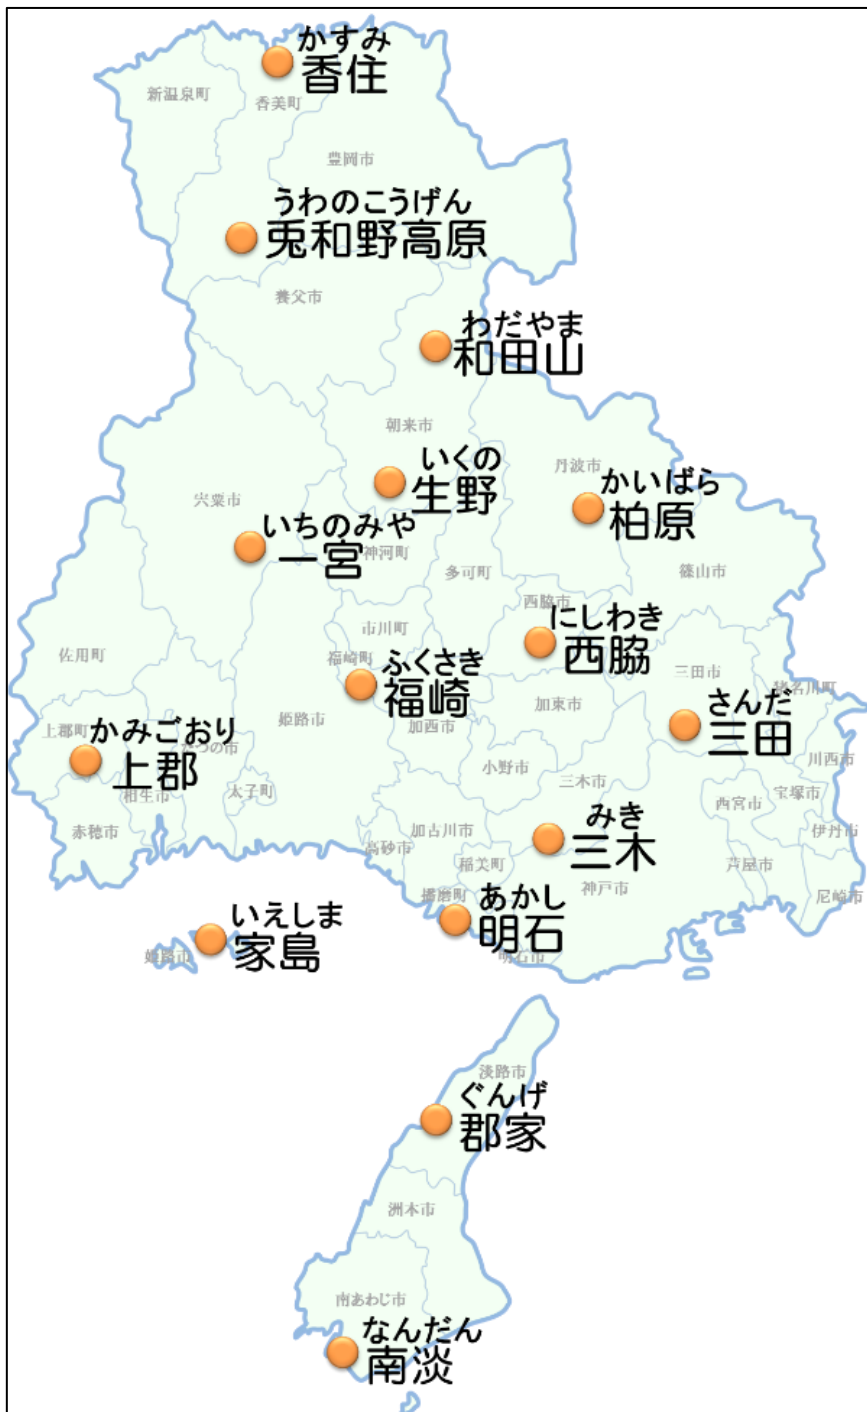 かすみ
香住
新温泉町
香美町
豊岡市
うわのこうげん
兎和野高原
養父市
わだやま
和田山
朝来市
いくの
生野
丹波市
かいばら
柏原
宍粟市
いちのみや
一宮
神河町
多可町
篠山市
西脇市
にしわき
西脇
市川町
福崎町
ふくさき
福崎
佐用町
三田市
猪名川町
さんだ
三田
姫路市
加西市
加東市
上郡町
かみごおり
上郡
たつの市
川西市
小野市
三木市
太子町
相生市
西宮市
宝塚市
赤穂市
みき
三木
加古川市
高砂市
伊丹市
稲美町
芦屋市
神戸市
播磨町
尼崎市
あかし
明石
明石市
いえしま
家島
姫路市
淡路市
ぐんげ
郡家
洲本市
南あわじ市
なんだん
南淡